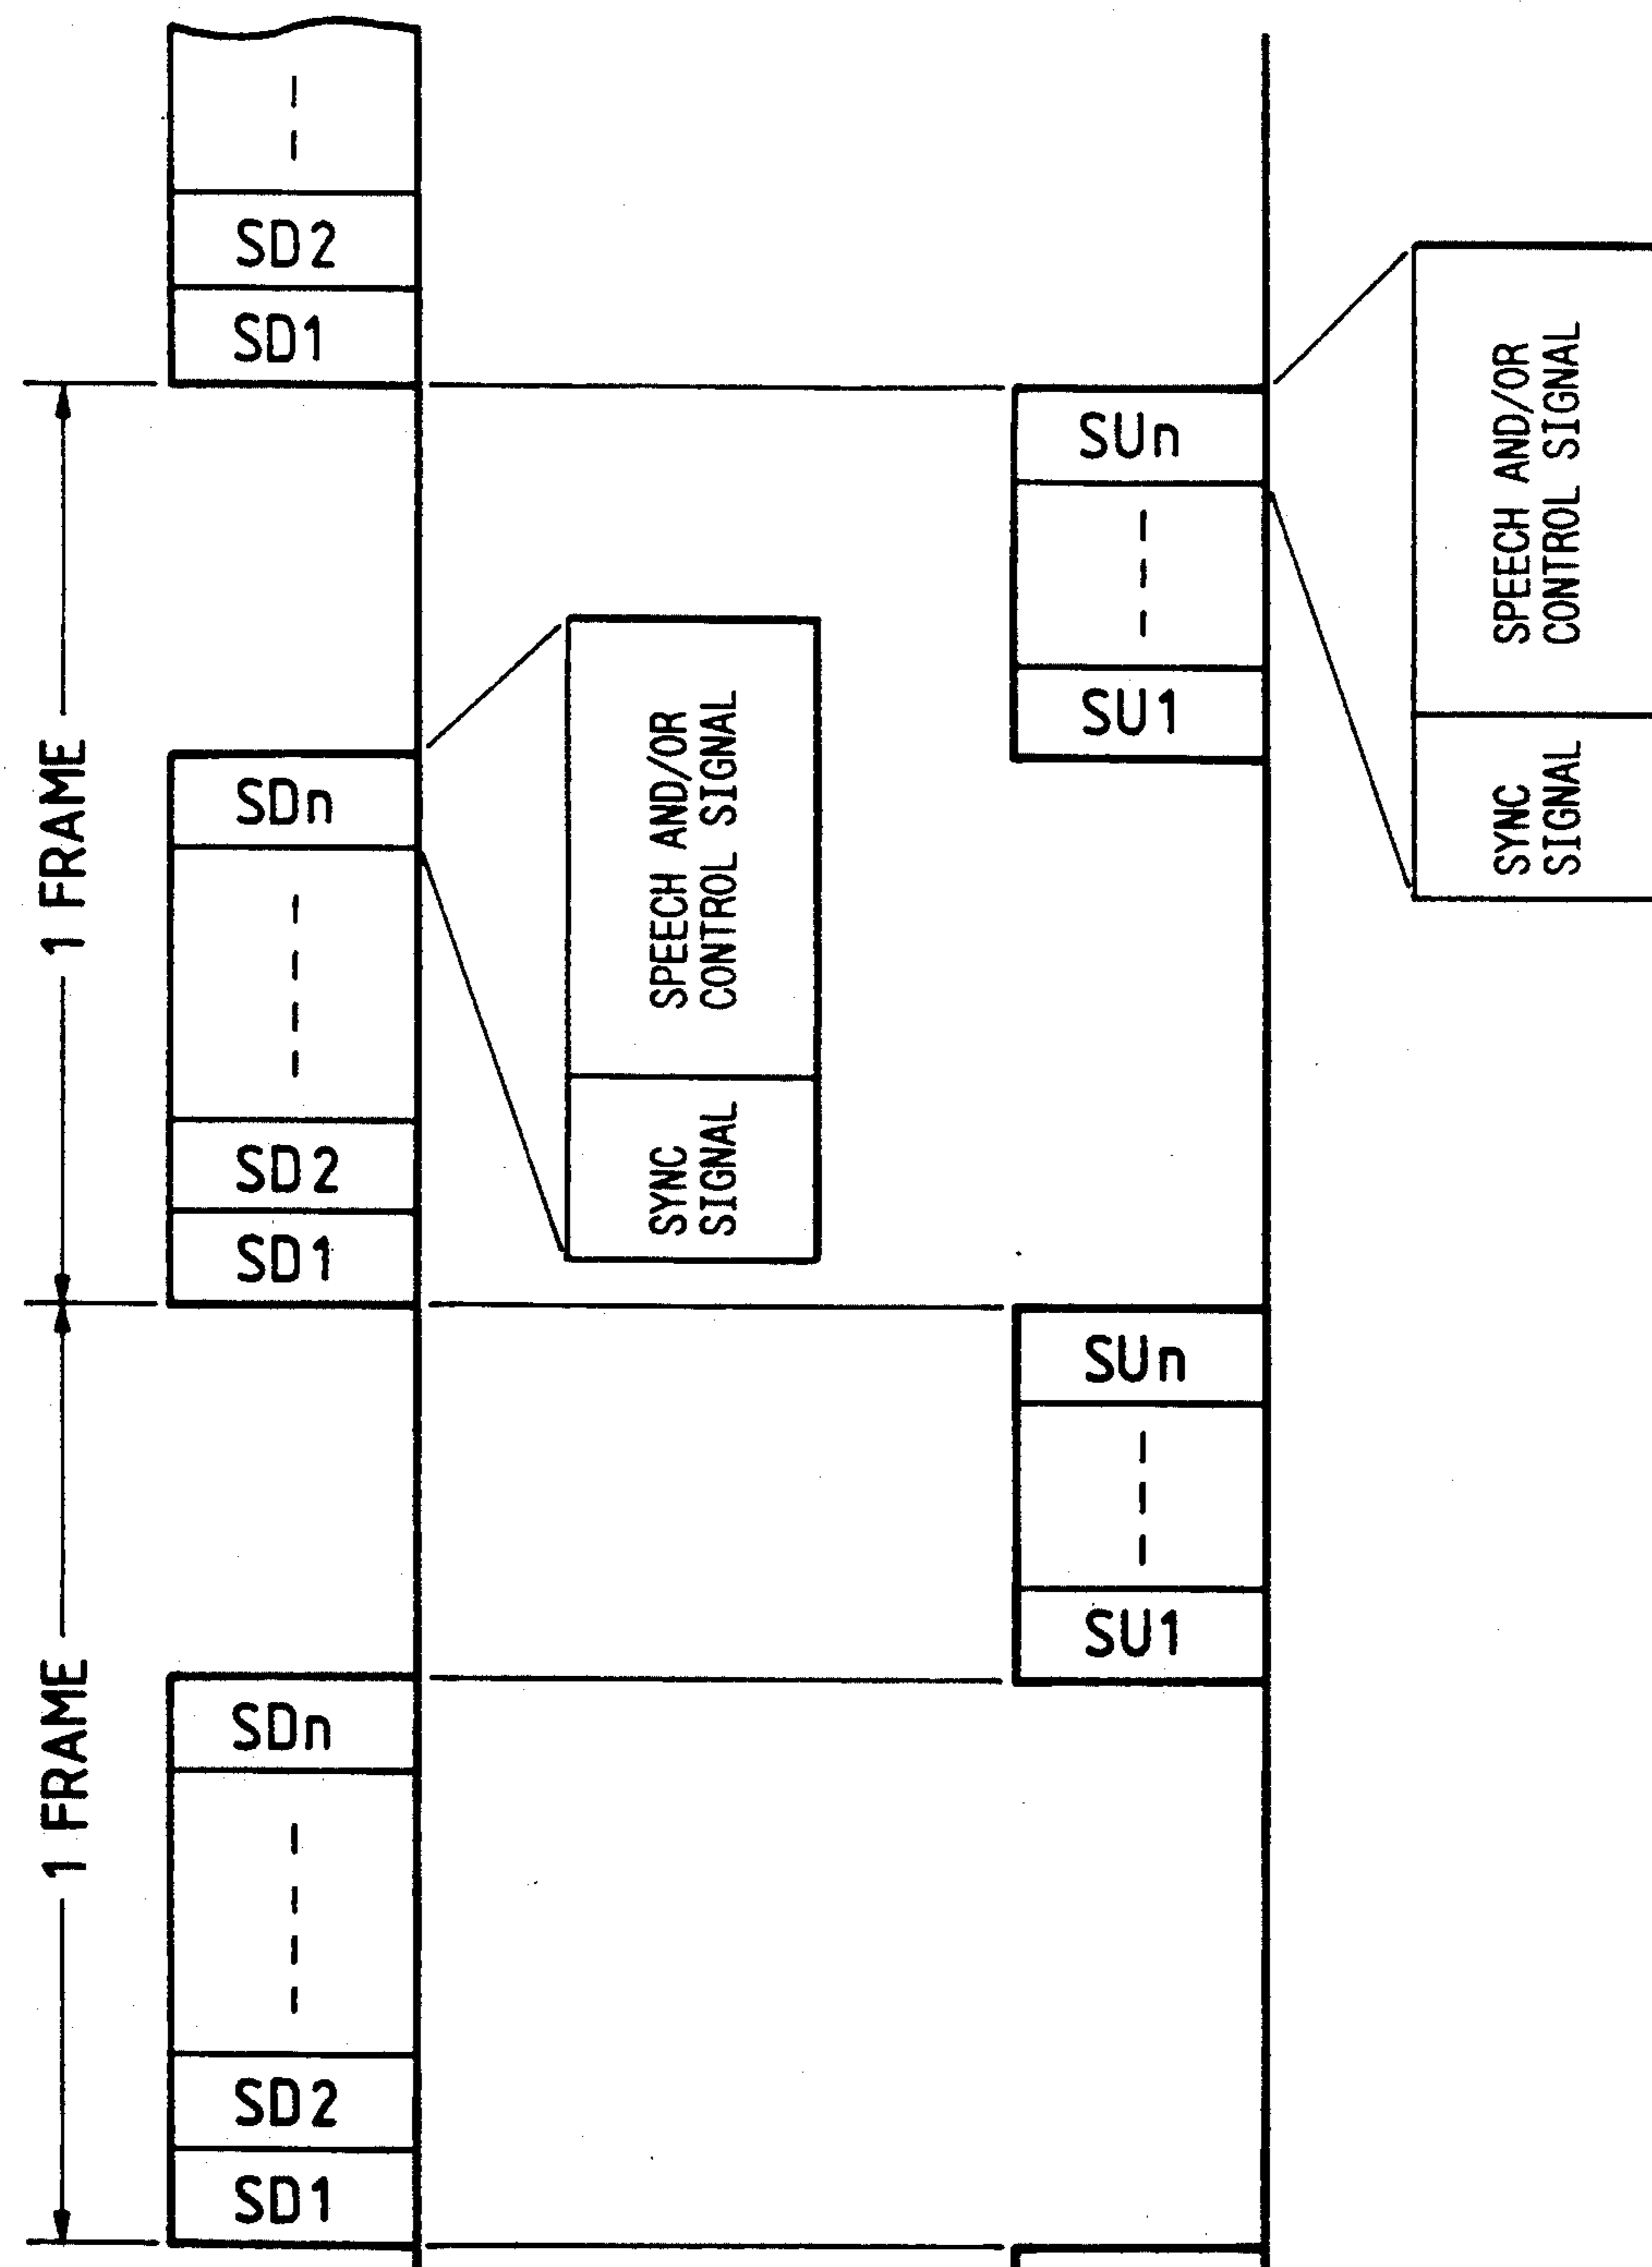 1 FRAME
1 FRAME
SD2
SD1
SDn
SD2
SD1
SDn
SD2
SD1
SYNC
SIGNAL
SPEECH AND/OR
CONTROL SIGNAL
SUn
SU1
SUn
SU1
SYNC
SIGNAL
SPEECH AND/OR
CONTROL SIGNAL